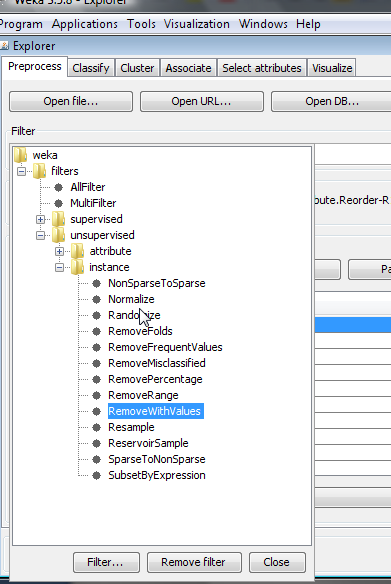 Weka 3.5.8 - Explorer
Program Applications Tools Visualization Windows Help
Explorer
Preprocess Classify Cluster Associate Select attributes Visualize
Open file... Open URL... Open DB...
Filter
weka
filters
AllFilter
MultiFilter
supervised
unsupervised
bute.Reorder-R
attribute
instance
Pa
NonSparseToSparse
Normalize
Randomize
RemoveFolds
RemoveFrequentValues
RemoveMisclassified
RemovePercentage
RemoveRange
RemoveWithValues
Resample
ReservoirSample
SparseToNonSparse
SubsetByExpression
Filter... Remove filter Close